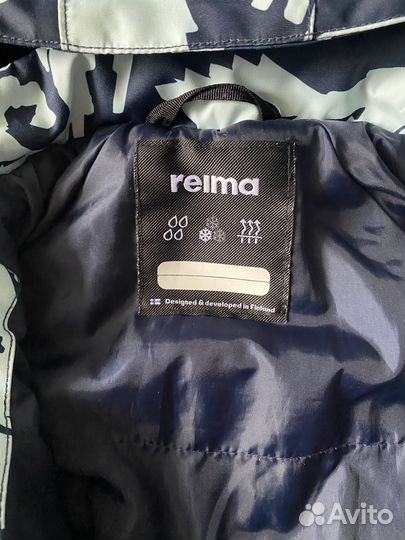 reima
Designed & developed in Finland
Avito